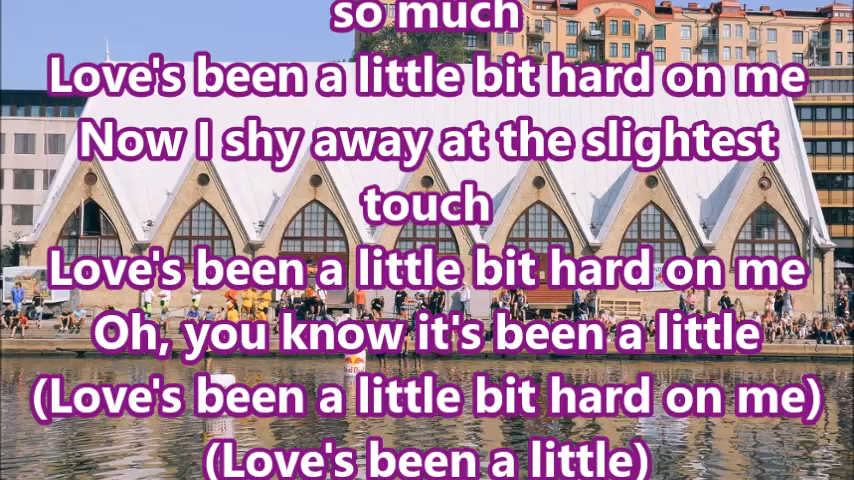 so much
Love's been a little bit hard on me
Now I shy away at the slightest
touch
Love's been a little bit hard on me
Oh, you know it's been a little
(Love's been a little bit hard on me)
(Love's been a little)